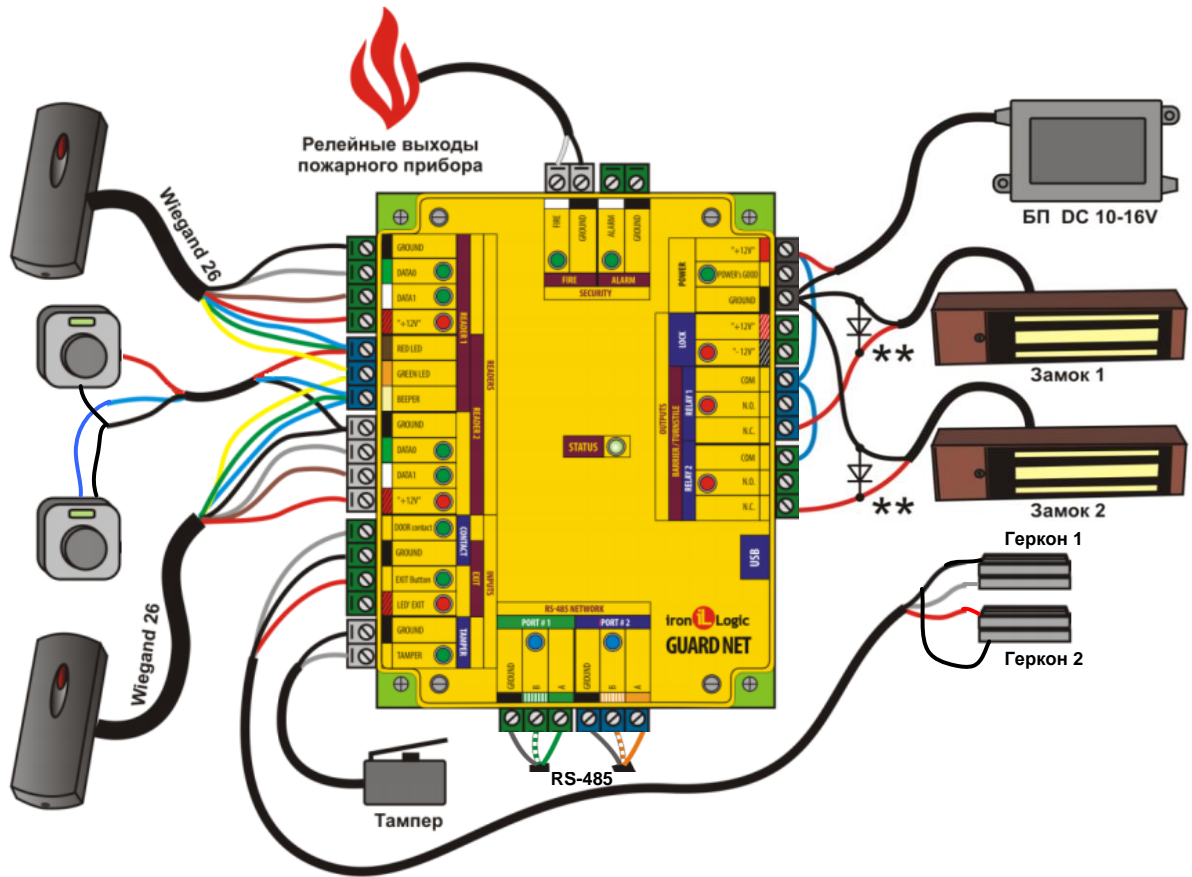 Релейные выходы
пожарного прибора
БП DC 10-16V
Wiegand 26
FIRE
GROUND
ALARM
GROUND
FIRE
ALARM
SECURITY
GROUND
DATA0
DATA1
"+12V"
RED LED
GREEN LED
BEEPER
GROUND
DATA0
DATA1
"+12V"
DOOR contact
GROUND
EXIT Button
LED' EXIT
GROUND
TAMPER
READER 1
READER 2
READERS
CONTACT
EXIT
TAMPER
INPUTS
POWER
"+12V"
POWER's GOOD
GROUND
LOCK
"+12V"
"-12V"
OUTPUTS
BARRIER / TURNSTILE
RELAY 1
COM
N.O.
N.C.
RELAY 2
COM
N.O.
N.C.
STATUS
USB
**
Замок 1
**
Замок 2
Геркон 1
Геркон 2
RS-485 NETWORK
PORT # 1
PORT # 2
GROUND
B
A
GROUND
B
A
iron iL Logic
GUARD NET
Wiegand 26
RS-485
Тампер